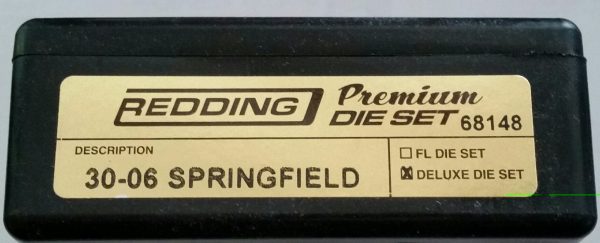 REDDING Premium
DIE SET 68148
DESCRIPTION
30-06 SPRINGFIELD
☐ FL DIE SET
☒ DELUXE DIE SET